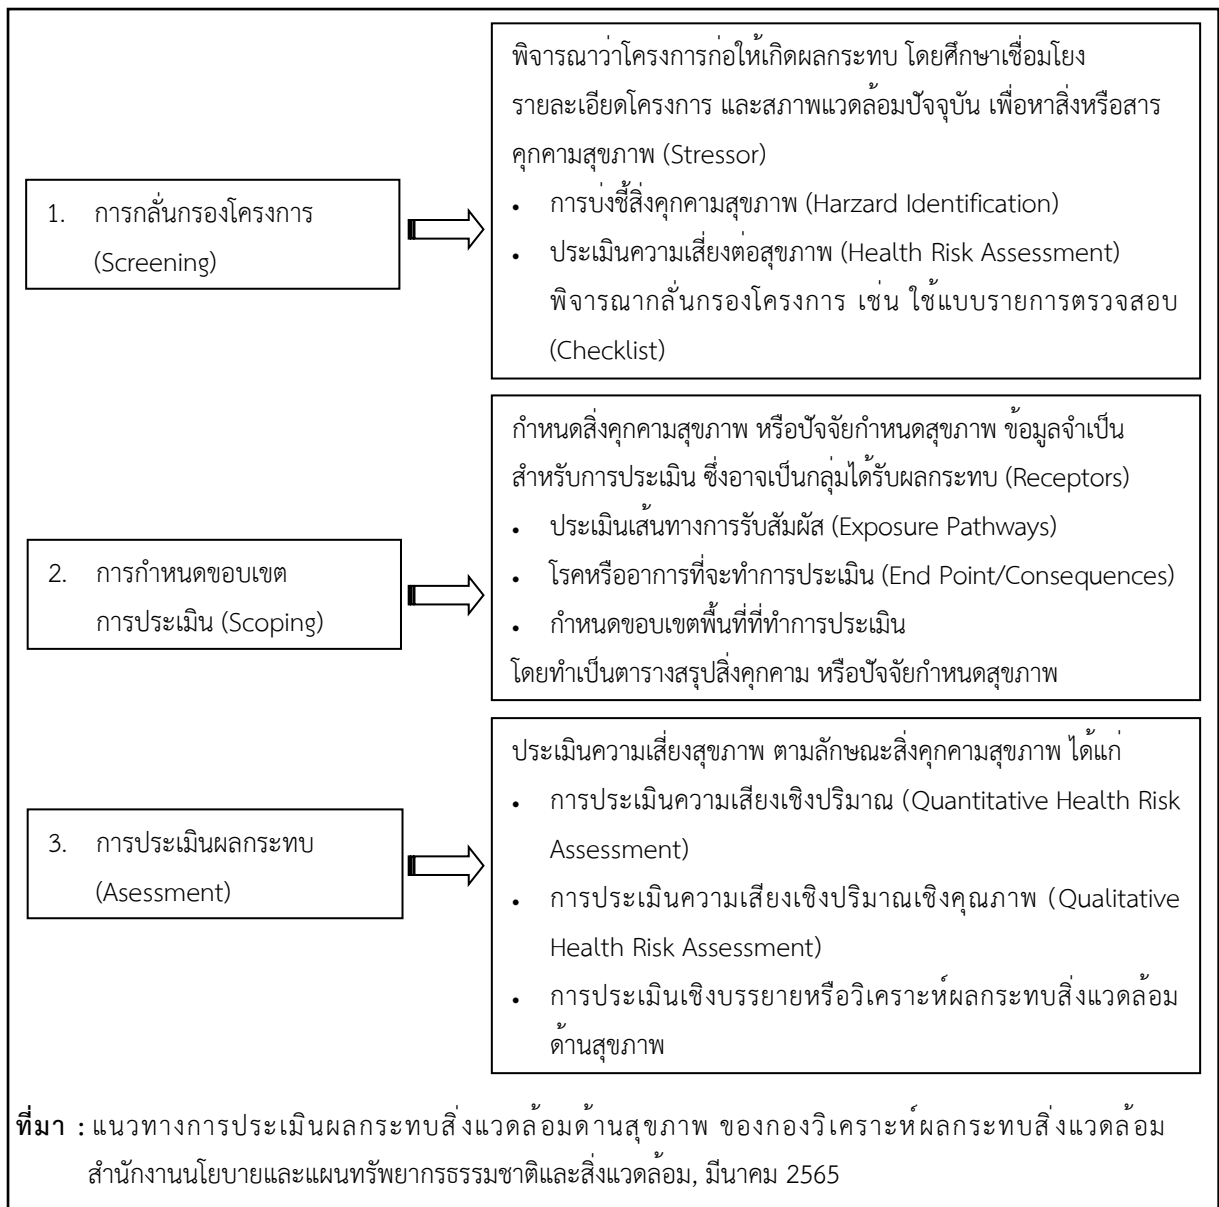 1. การกลั่นกรองโครงการ
(Screening)
พิจารณาว่าโครงการก่อให้เกิดผลกระทบ โดยศึกษาเชื่อมโยง
รายละเอียดโครงการ และสภาพแวดล้อมปัจจุบัน เพื่อหาสิ่งหรือสาร
คุกคามสุขภาพ (Stressor)
• การบ่งชี้สิ่งคุกคามสุขภาพ (Harzard Identification)
• ประเมินความเสี่ยงต่อสุขภาพ (Health Risk Assessment)
พิจารณากลั่นกรองโครงการ เช่น ใช้แบบรายการตรวจสอบ
(Checklist)
2. การกำหนดขอบเขต
การประเมิน (Scoping)
กำหนดสิ่งคุกคามสุขภาพ หรือปัจจัยกำหนดสุขภาพ ข้อมูลจำเป็น
สำหรับการประเมิน ซึ่งอาจเป็นกลุ่มได้รับผลกระทบ (Receptors)
• ประเมินเส้นทางการรับสัมผัส (Exposure Pathways)
• โรคหรืออาการที่จะทำการประเมิน (End Point/Consequences)
• กำหนดขอบเขตพื้นที่ที่ทำการประเมิน
โดยทำเป็นตารางสรุปสิ่งคุกคาม หรือปัจจัยกำหนดสุขภาพ
3. การประเมินผลกระทบ
(Asessment)
ประเมินความเสี่ยงสุขภาพ ตามลักษณะสิ่งคุกคามสุขภาพ ได้แก่
• การประเมินความเสียงเชิงปริมาณ (Quantitative Health Risk
Assessment)
• การประเมินความเสียงเชิงปริมาณเชิงคุณภาพ (Qualitative
Health Risk Assessment)
• การประเมินเชิงบรรยายหรือวิเคราะห์ผลกระทบสิ่งแวดล้อม
ด้านสุขภาพ
ที่มา : แนวทางการประเมินผลกระทบสิ่งแวดล้อมด้านสุขภาพ ของกองวิเคราะห์ผลกระทบสิ่งแวดล้อม
สำนักงานนโยบายและแผนทรัพยากรธรรมชาติและสิ่งแวดล้อม, มีนาคม 2565